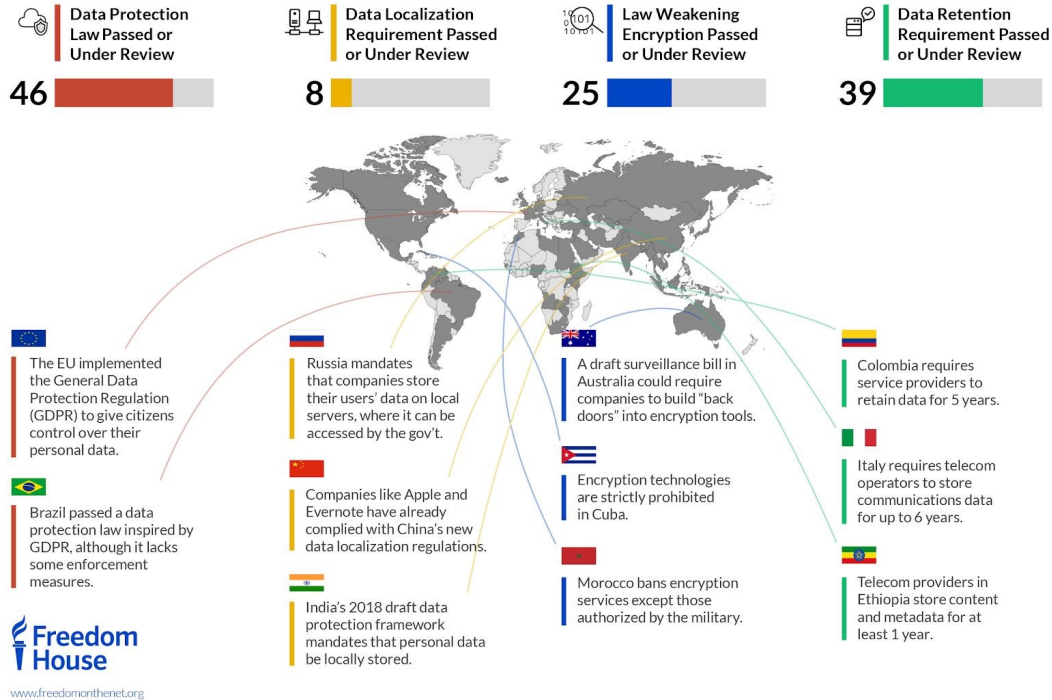 Data Protection
Law Passed or
Under Review
46
Data Localization
Requirement Passed
or Under Review
8
10
101
0
10101
Law Weakening
Encryption Passed
or Under Review
25
Data Retention
Requirement Passed
or Under Review
39
The EU implemented
the General Data
Protection Regulation
(GDPR) to give citizens
control over their
personal data.
Brazil passed a data
protection law inspired by
GDPR, although it lacks
some enforcement
measures.
Russia mandates
that companies store
their users' data on local
servers, where it can be
accessed by the gov't.
Companies like Apple and
Evernote have already
complied with China's new
data localization regulations.
India's 2018 draft data
protection framework
mandates that personal data
be locally stored.
A draft surveillance bill in
Australia could require
companies to build “back
doors” into encryption tools.
Encryption technologies
are strictly prohibited
in Cuba.
Morocco bans encryption
services except those
authorized by the military.
Colombia requires
service providers to
retain data for 5 years.
Italy requires telecom
operators to store
communications data
for up to 6 years.
Telecom providers in
Ethiopia store content
and metadata for at
least 1 year.
Freedom
House
www.freedomonthenet.org